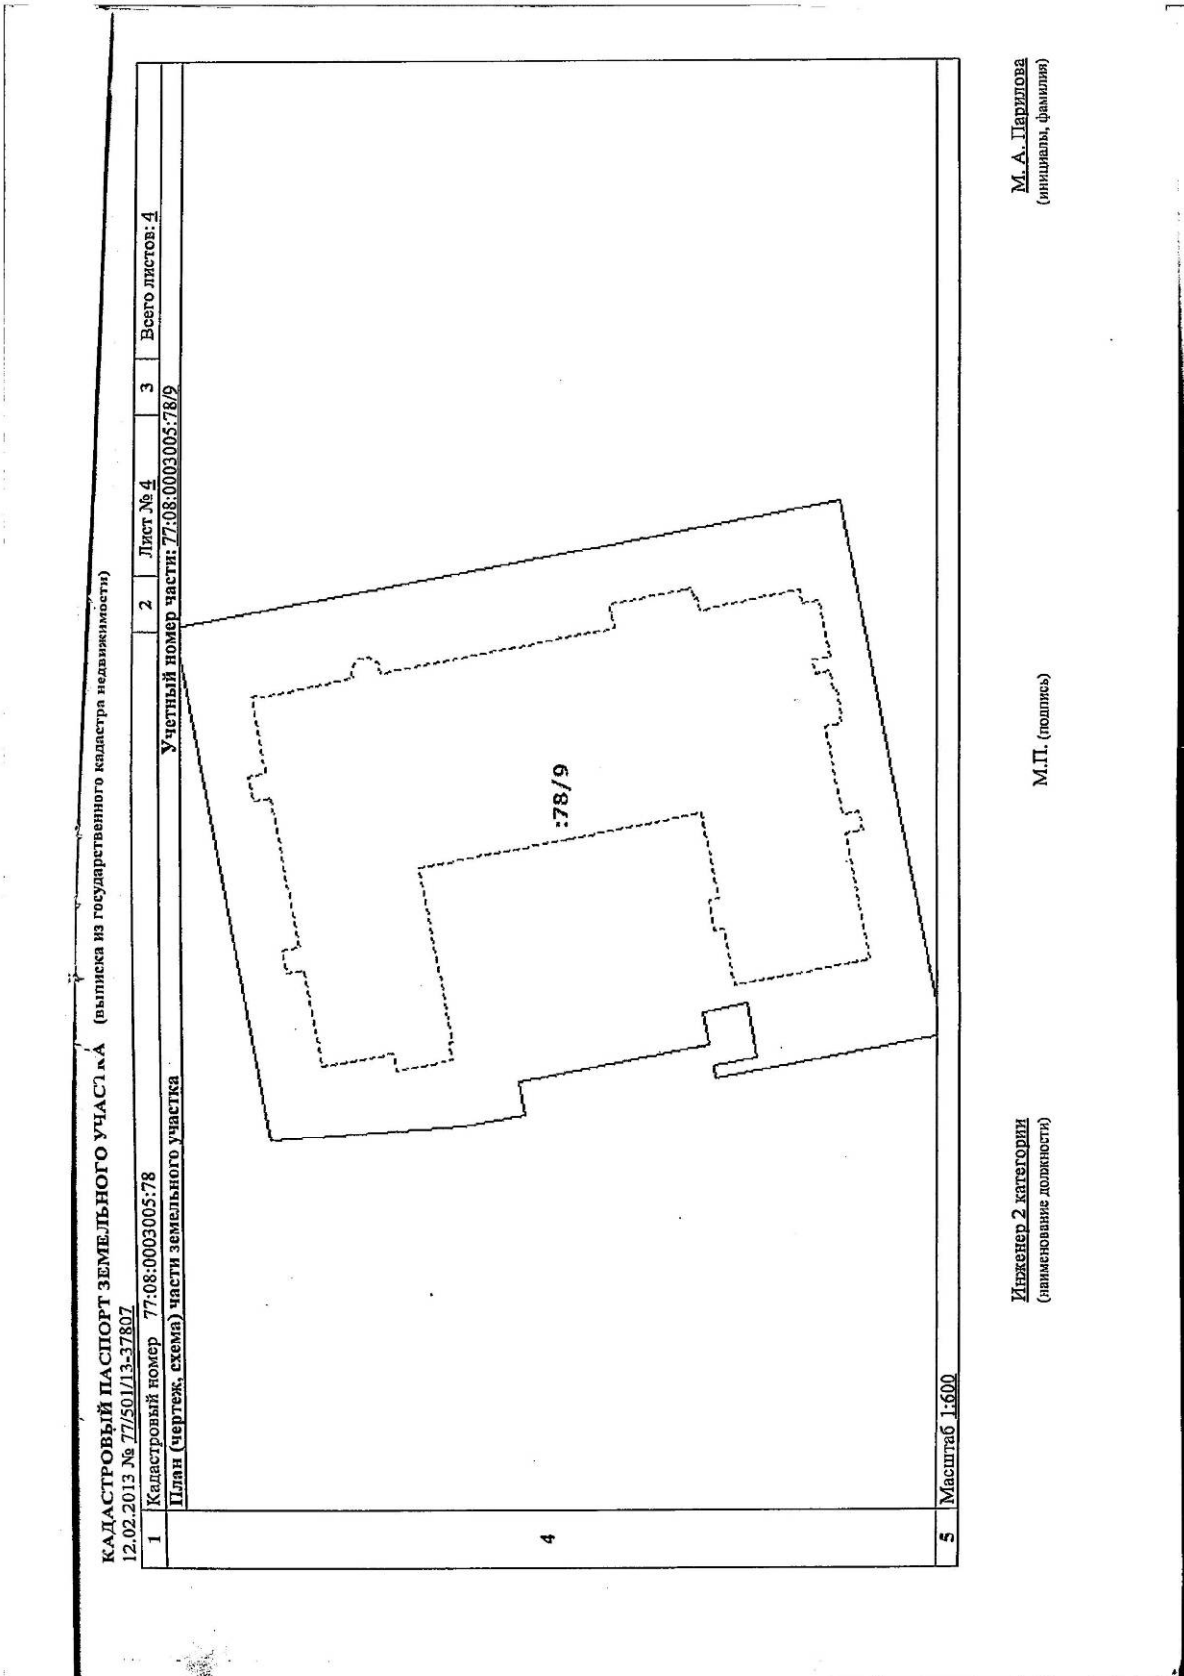 КАДАСТРОВЫЙ ПАСПОРТ ЗЕМЕЛЬНОГО УЧАСТКА (выписка из государственного кадастра недвижимости)
12.02.2013 № 77/501/13-37807
1 Кадастровый номер 77:08:0003005:78 2 Лист № 4 3 Всего листов: 4
План (чертеж, схема) части земельного участка Учетный номер части: 77:08:0003005:78/9
4
:78/9
5 Масштаб 1:600
Инженер 2 категории М. А. Парилова
(наименование должности) М.П. (подпись) (инициалы, фамилия)